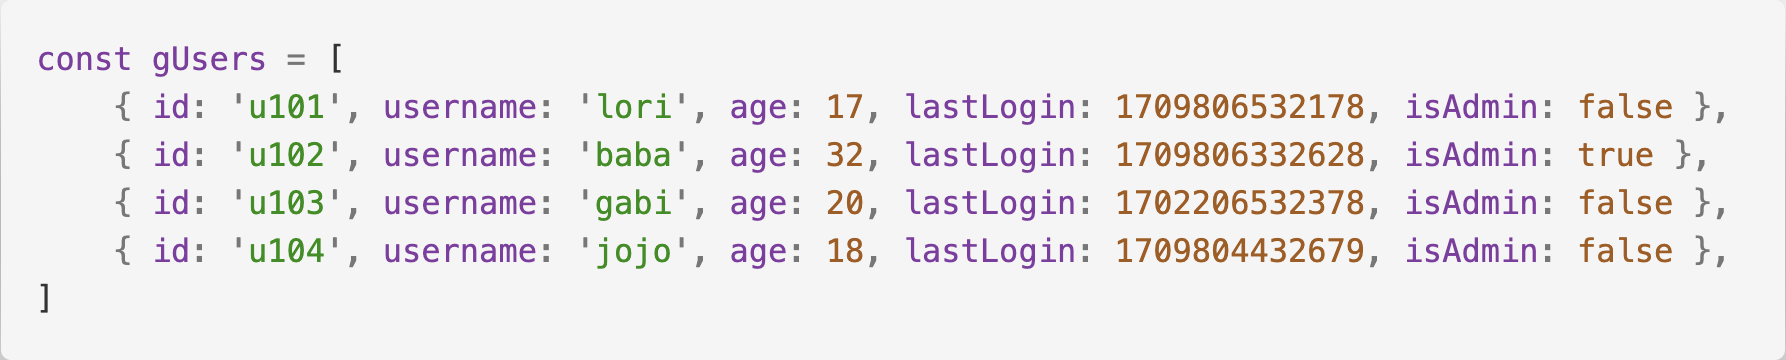 const gUsers = [
    { id: 'u101', username: 'lori', age: 17, lastLogin: 1709806532178, isAdmin: false },
    { id: 'u102', username: 'baba', age: 32, lastLogin: 1709806332628, isAdmin: true },
    { id: 'u103', username: 'gabi', age: 20, lastLogin: 1702206532378, isAdmin: false },
    { id: 'u104', username: 'jojo', age: 18, lastLogin: 1709804432679, isAdmin: false },
]